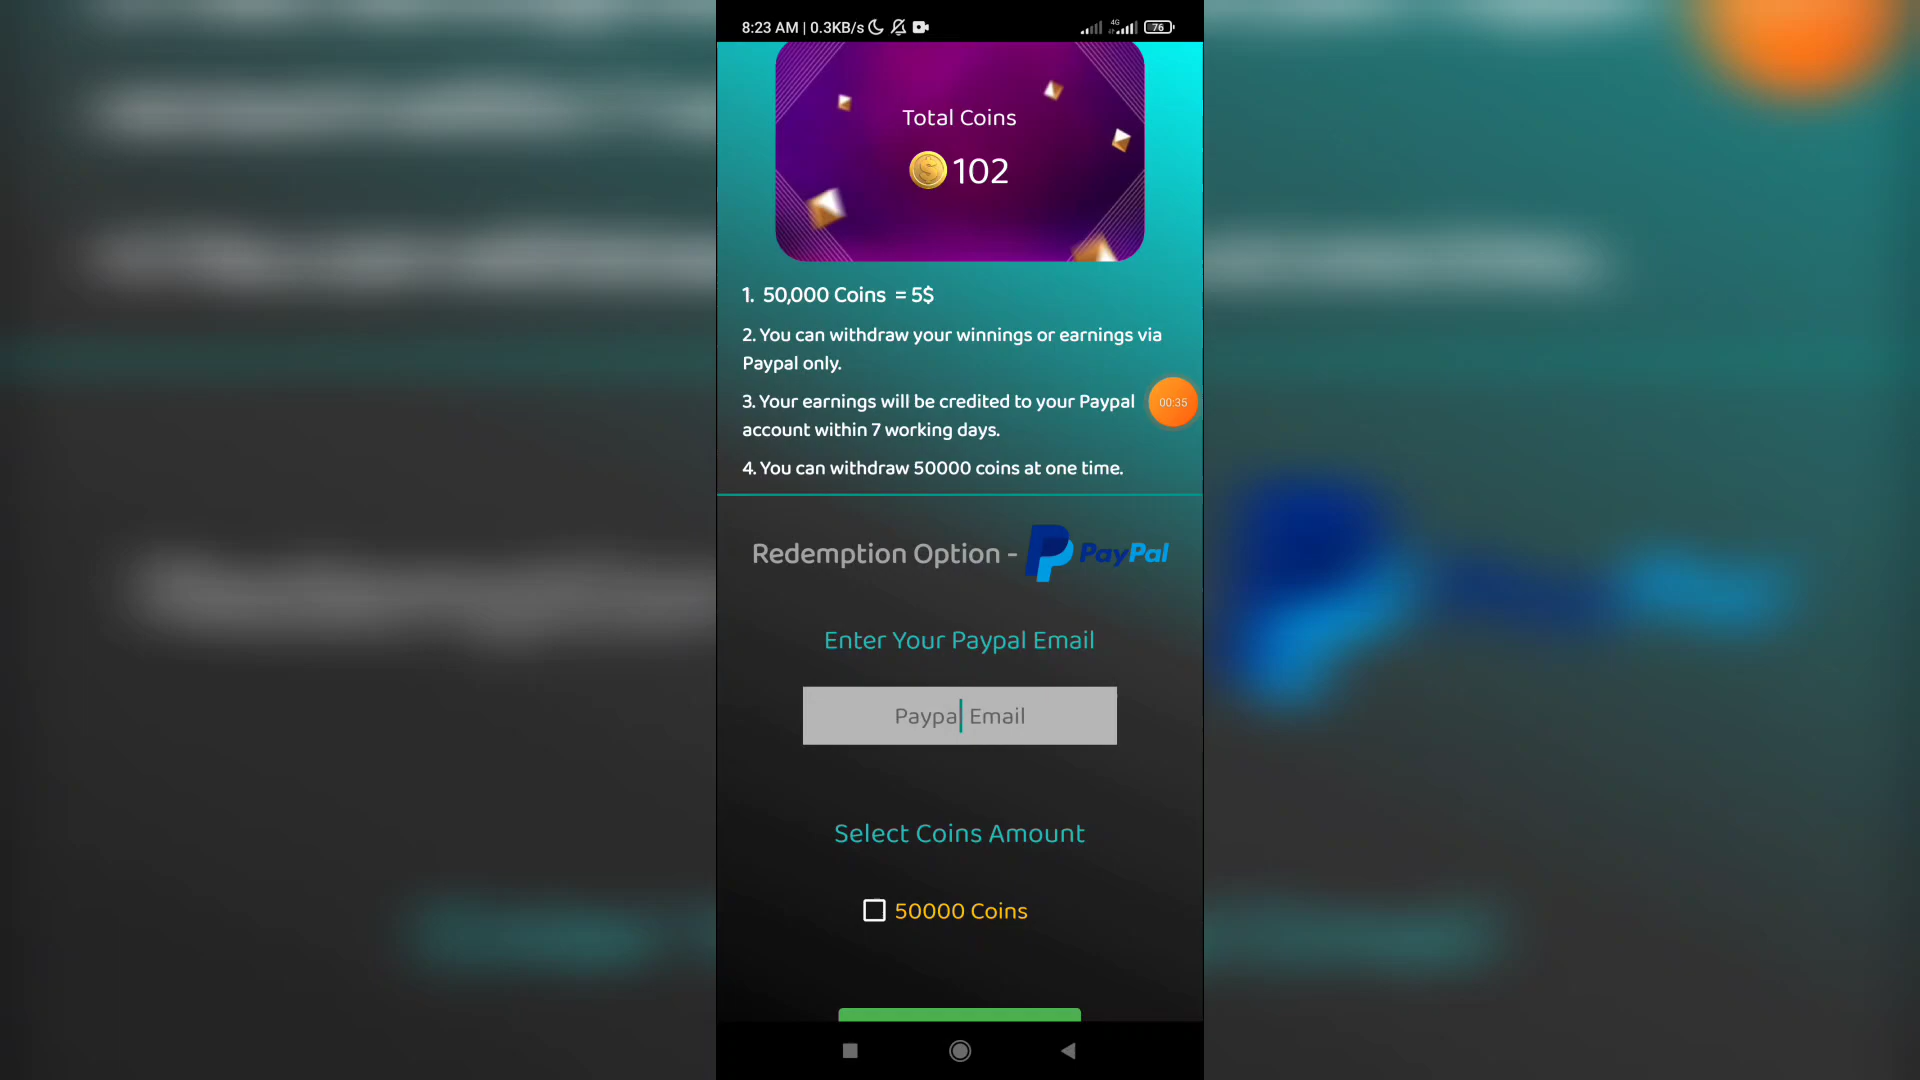 8:23 AM | 0.3KB/s
4G
76
Total Coins
102
1. 50,000 Coins = 5$
2. You can withdraw your winnings or earnings via
Paypal only.
3. Your earnings will be credited to your Paypal
account within 7 working days.
00:35
4. You can withdraw 50000 coins at one time.
Redemption Option - PayPal
Enter Your Paypal Email
Paypal Email
Select Coins Amount
50000 Coins